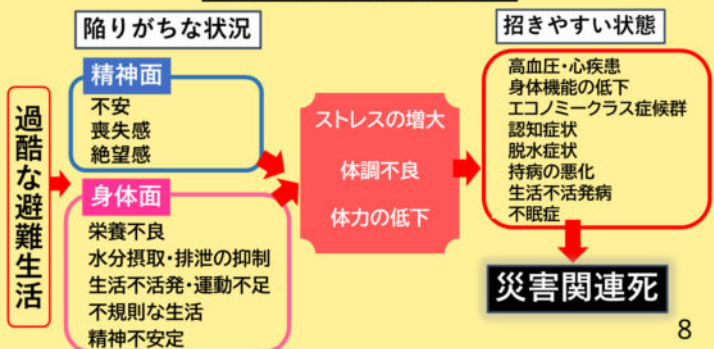 陥りがちな状況
招きやすい状態
過酷な避難生活
精神面
不安
喪失感
絶望感
身体面
栄養不良
水分摂取・排泄の抑制
生活不活発・運動不足
不規則な生活
精神不安定
ストレスの増大
体調不良
体力の低下
高血圧・心疾患
身体機能の低下
エコノミークラス症候群
認知症状
脱水症状
持病の悪化
生活不活発病
不眠症
災害関連死
8